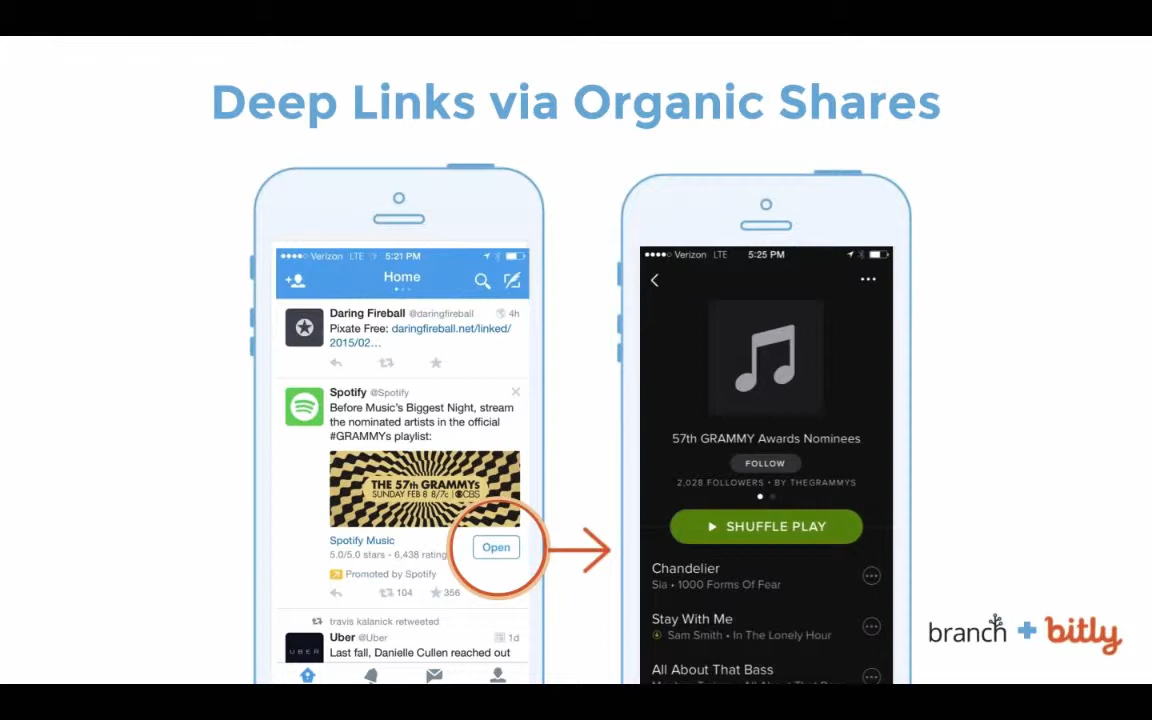 Deep Links via Organic Shares
Verizon LTE 5:21 PM
Home
Daring Fireball @daringfireball 4h
Pixate Free: daringfireball.net/linked/
2015/02...
Spotify @Spotify
Before Music's Biggest Night, stream
the nominated artists in the official
#GRAMMYs playlist:
THE 57th GRAMMYs
SUNDAY FEB 8 8/7c CBS
Spotify Music
5.0/5.0 stars - 6,438 rating
Open
Promoted by Spotify
104 356
travis kalanick retweeted
UBER
Uber @Uber 1d
Last fall, Danielle Cullen reached out
Verizon LTE 5:25 PM
57th GRAMMY Awards Nominees
FOLLOW
2,028 FOLLOWERS • BY THEGRAMMYS
SHUFFLE PLAY
Chandelier
Sia • 1000 Forms Of Fear
Stay With Me
Sam Smith • In The Lonely Hour
All About That Bass
branch + bitly